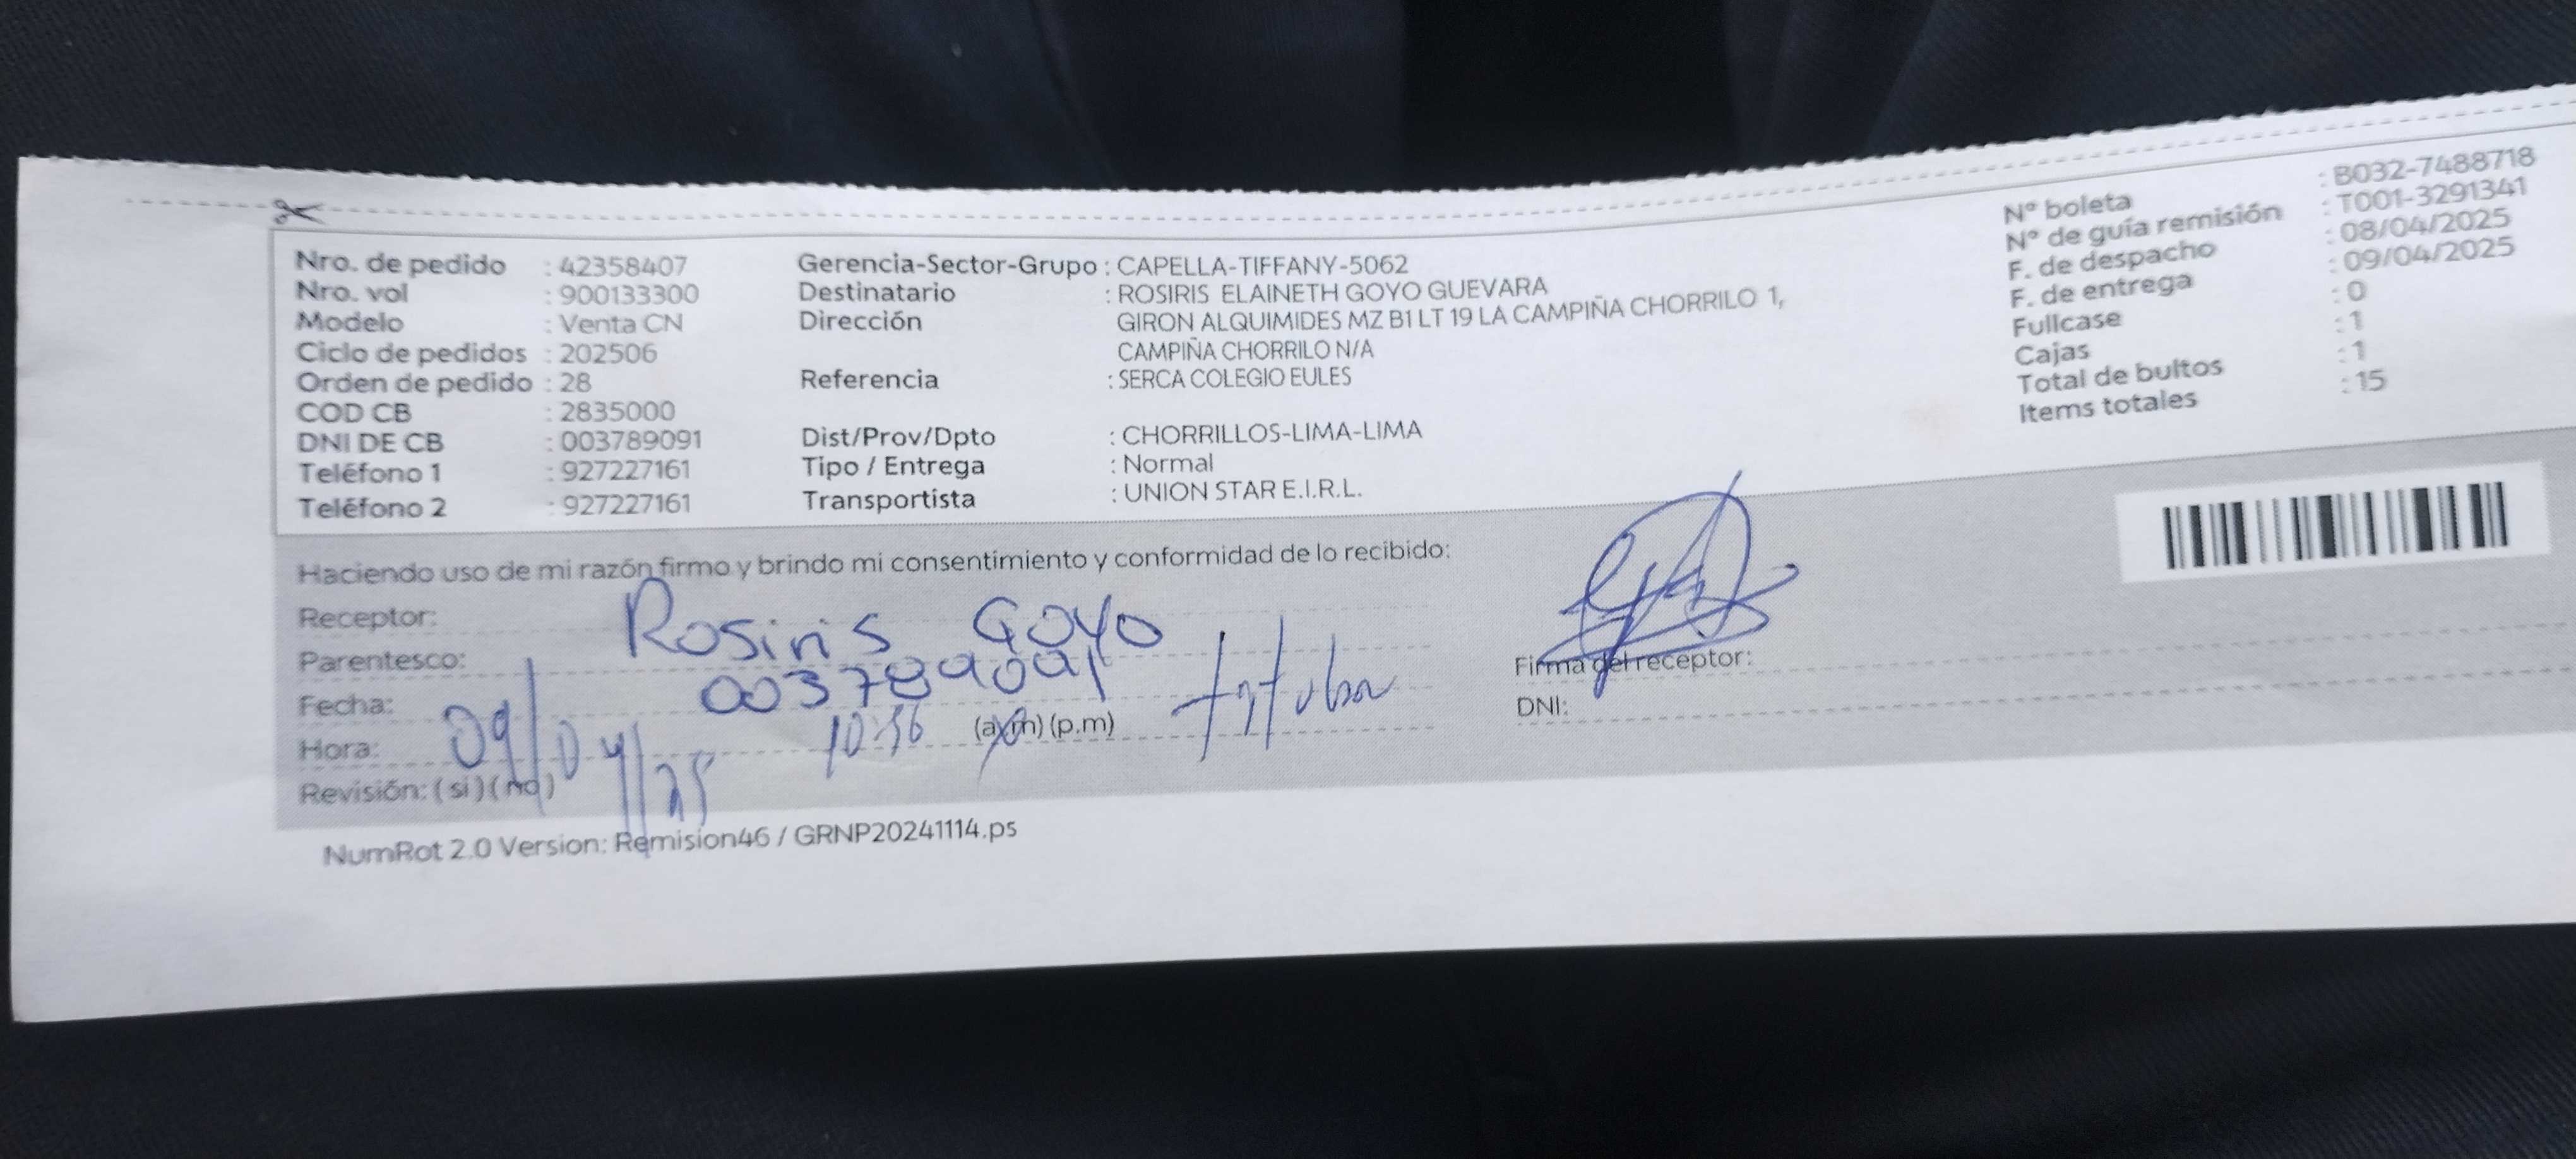 Nro. de pedido : 42358407
Nro. vol : 900133300
Modelo : Venta CN
Ciclo de pedidos : 202506
Orden de pedido : 28
COD CB : 2835000
DNI DE CB : 003789091
Teléfono 1 : 927227161
Teléfono 2 : 927227161
Gerencia-Sector-Grupo : CAPELLA-TIFFANY-5062
Destinatario : ROSIRIS ELAINETH GOYO GUEVARA
Dirección GIRON ALQUIMIDES MZ B1 LT 19 LA CAMPIÑA CHORRILO 1,
CAMPIÑA CHORRILO N/A
Referencia : SERCA COLEGIO EULES
Dist/Prov/Dpto : CHORRILLOS-LIMA-LIMA
Tipo / Entrega : Normal
Transportista : UNION STAR E.I.R.L.
Nº boleta : B032-7488718
Nº de guía remisión : T001-3291341
F. de despacho : 08/04/2025
F. de entrega : 09/04/2025
Fullcase : 0
Cajas : 1
Total de bultos : 1
Items totales : 15
Haciendo uso de mi razón firmo y brindo mi consentimiento y conformidad de lo recibido:
Receptor: Rosiris Goyo
Parentesco: 003789091
Fecha: 09/04/25
Hora: 10:56 (a.m) (p.m)
Revisión: ( si ) ( no )
Firma del receptor:
DNI:
NumRot 2.0 Version: Remision46 / GRNP20241114.ps